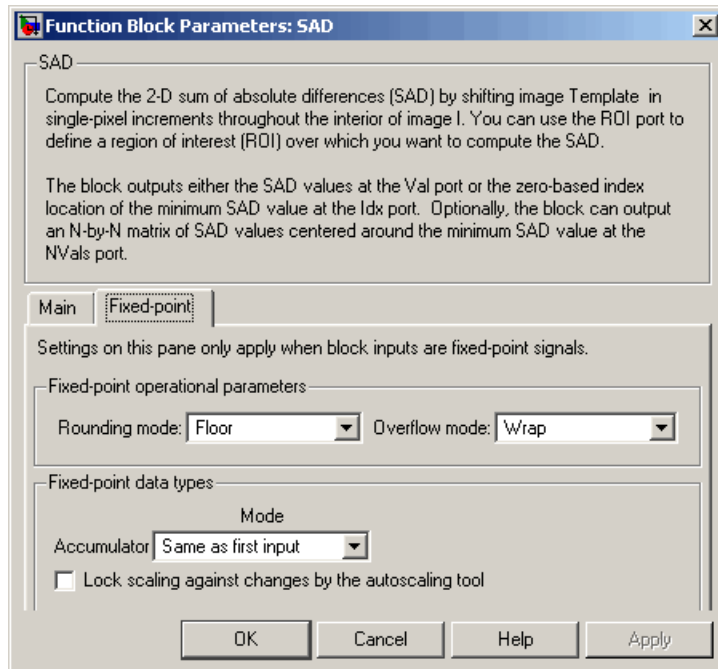 Function Block Parameters: SAD
SAD
Compute the 2-D sum of absolute differences (SAD) by shifting image Template in
single-pixel increments throughout the interior of image I. You can use the ROI port to
define a region of interest (ROI) over which you want to compute the SAD.
The block outputs either the SAD values at the Val port or the zero-based index
location of the minimum SAD value at the Idx port. Optionally, the block can output
an N-by-N matrix of SAD values centered around the minimum SAD value at the
NVals port.
Main Fixed-point
Settings on this pane only apply when block inputs are fixed-point signals.
Fixed-point operational parameters
Rounding mode: Floor Overflow mode: Wrap
Fixed-point data types
Mode
Accumulator Same as first input
Lock scaling against changes by the autoscaling tool
OK Cancel Help Apply